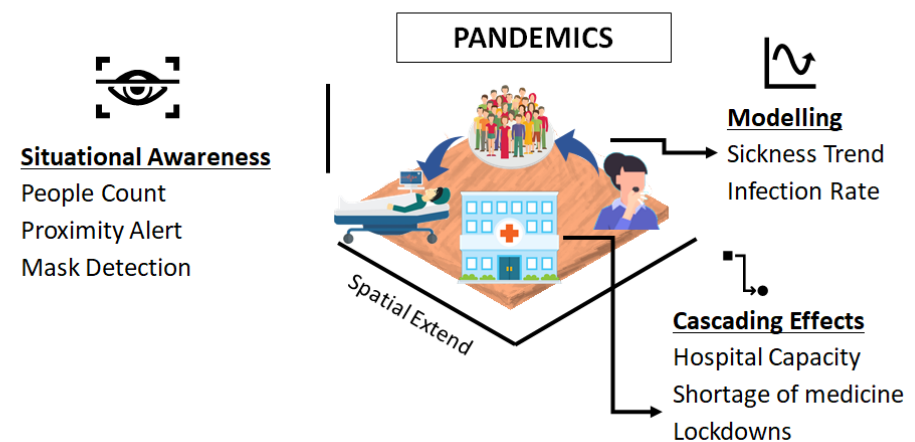 PANDEMICS
Situational Awareness
People Count
Proximity Alert
Mask Detection
Modelling
Sickness Trend
Infection Rate
Spatial Extend
Cascading Effects
Hospital Capacity
Shortage of medicine
Lockdowns